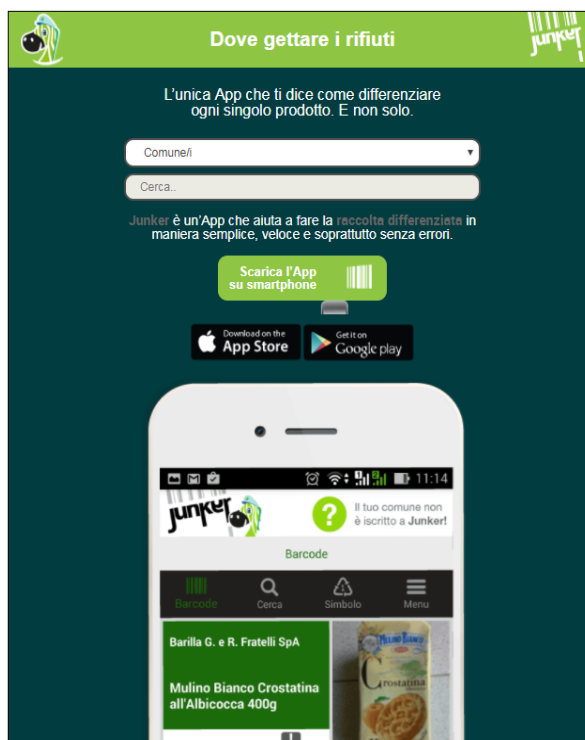 Dove gettare i rifiuti
junker
L'unica App che ti dice come differenziare
ogni singolo prodotto. E non solo.
Comune/i
Cerca..
Junker è un'App che aiuta a fare la raccolta differenziata in
maniera semplice, veloce e soprattutto senza errori.
Scarica l'App
su smartphone
Download on the
App Store
Get it on
Google play
11:14
junker
?
Il tuo comune non
è iscritto a Junker!
Barcode
Barcode
Cerca
Simbolo
Menu
Barilla G. e R. Fratelli SpA
Mulino Bianco Crostatina
all'Albicocca 400g
Mulino Bianco
Crostatina